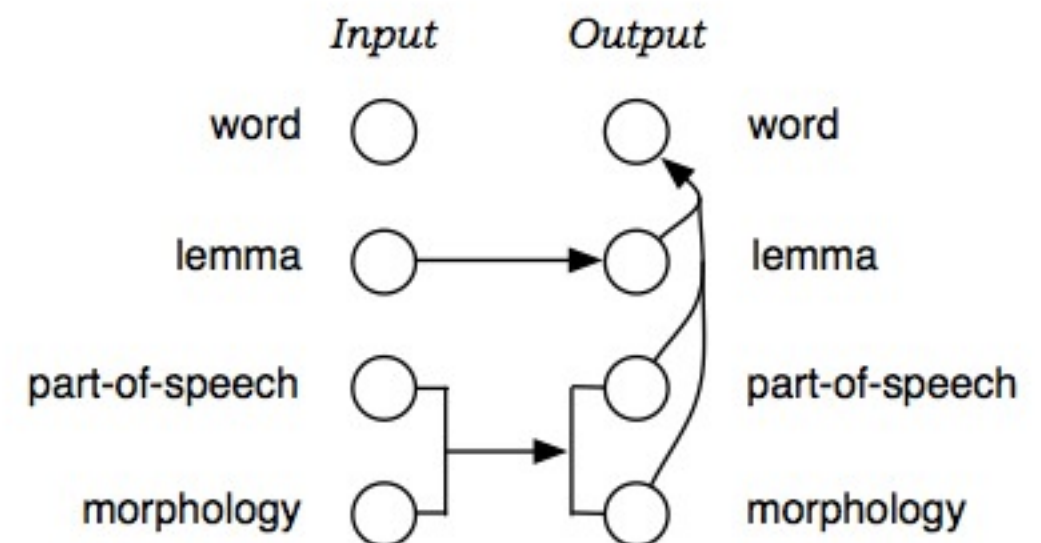 Input Output
word word
lemma lemma
part-of-speech part-of-speech
morphology morphology